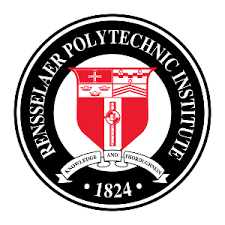 RENSSELAER POLYTECHNIC INSTITUTE
KNOWLEDGE AND THOROUGHNESS
· 1824 ·